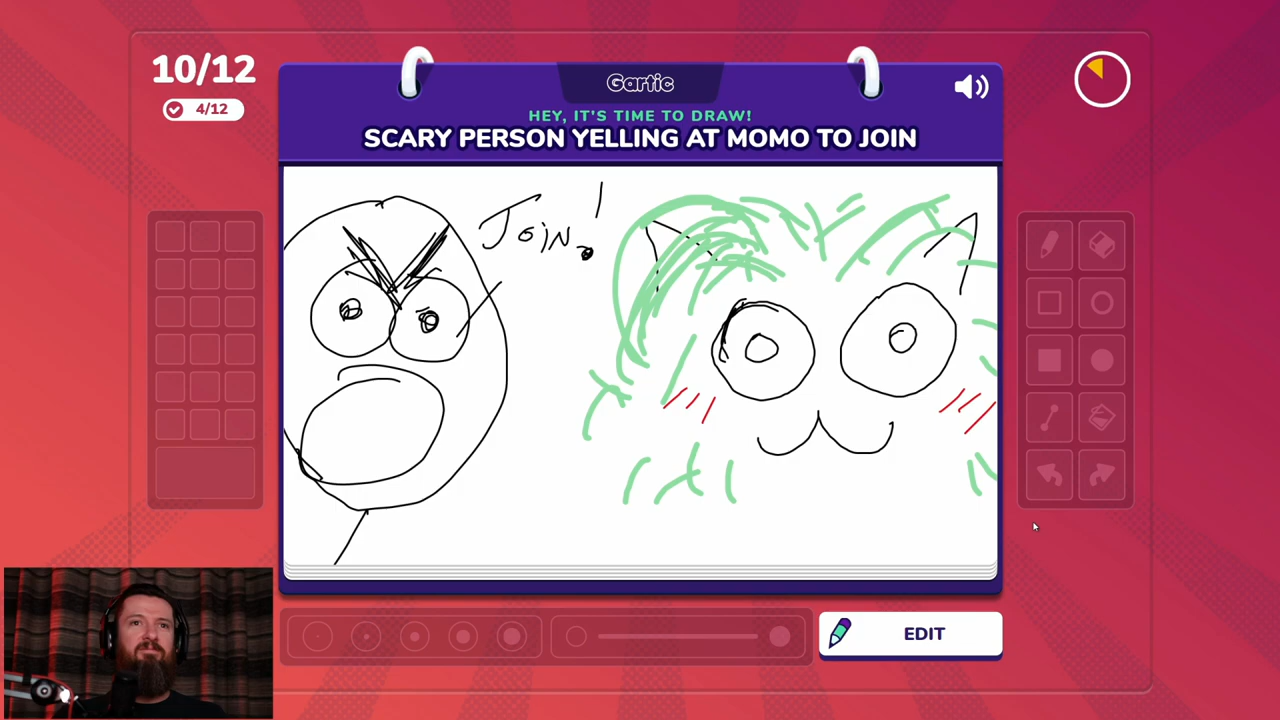 10/12
4/12
Gartic
HEY, IT'S TIME TO DRAW!
SCARY PERSON YELLING AT MOMO TO JOIN
JOIN!
EDIT